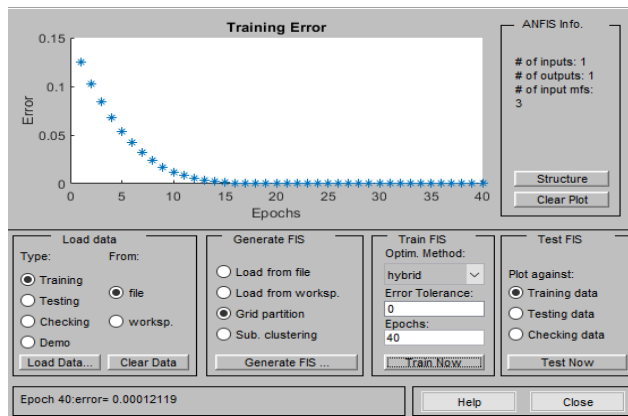 Training Error
0.15
0.1
0.05
0
Error
0 5 10 15 20 25 30 35 40
Epochs
ANFIS Info.
# of inputs: 1
# of outputs: 1
# of input mfs:
3
Structure
Clear Plot
Load data
Type: From:
Training
Testing
Checking
Demo
file
worksp.
Load Data... Clear Data
Generate FIS
Load from file
Load from worksp.
Grid partition
Sub. clustering
Generate FIS ...
Train FIS
Optim. Method:
hybrid
Error Tolerance:
0
Epochs:
40
Train Now
Test FIS
Plot against:
Training data
Testing data
Checking data
Test Now
Epoch 40:error= 0.00012119
Help Close